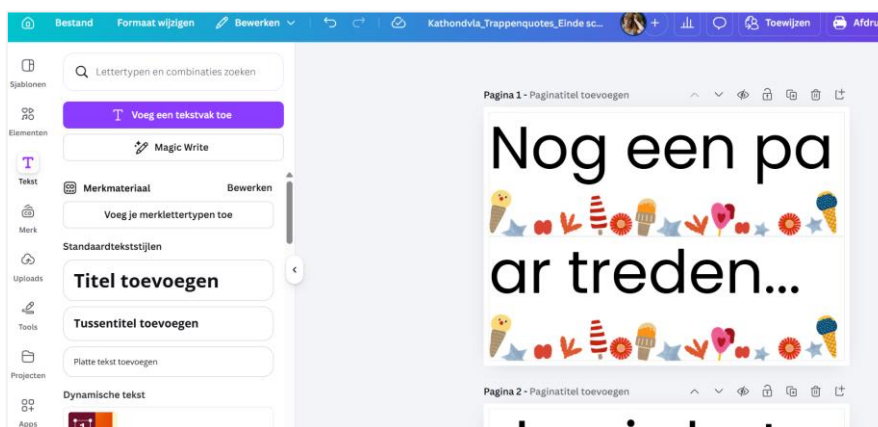 Bestand Formaat wijzigen Bewerken Kathondvla_Trappenquotes_Einde sc... + Toewijzen Afdru
Sjablonen
Elementen
Tekst
Merk
Uploads
Tools
Projecten
Apps
Lettertypen en combinaties zoeken
T Voeg een tekstvak toe
Magic Write
Merkmateriaal Bewerken
Voeg je merklettertypen toe
Standaardtekststijlen
Titel toevoegen
Tussentitel toevoegen
Platte tekst toevoegen
Dynamische tekst
Pagina 1 - Paginatitel toevoegen
Nog een pa
ar treden...
Pagina 2 - Paginatitel toevoegen